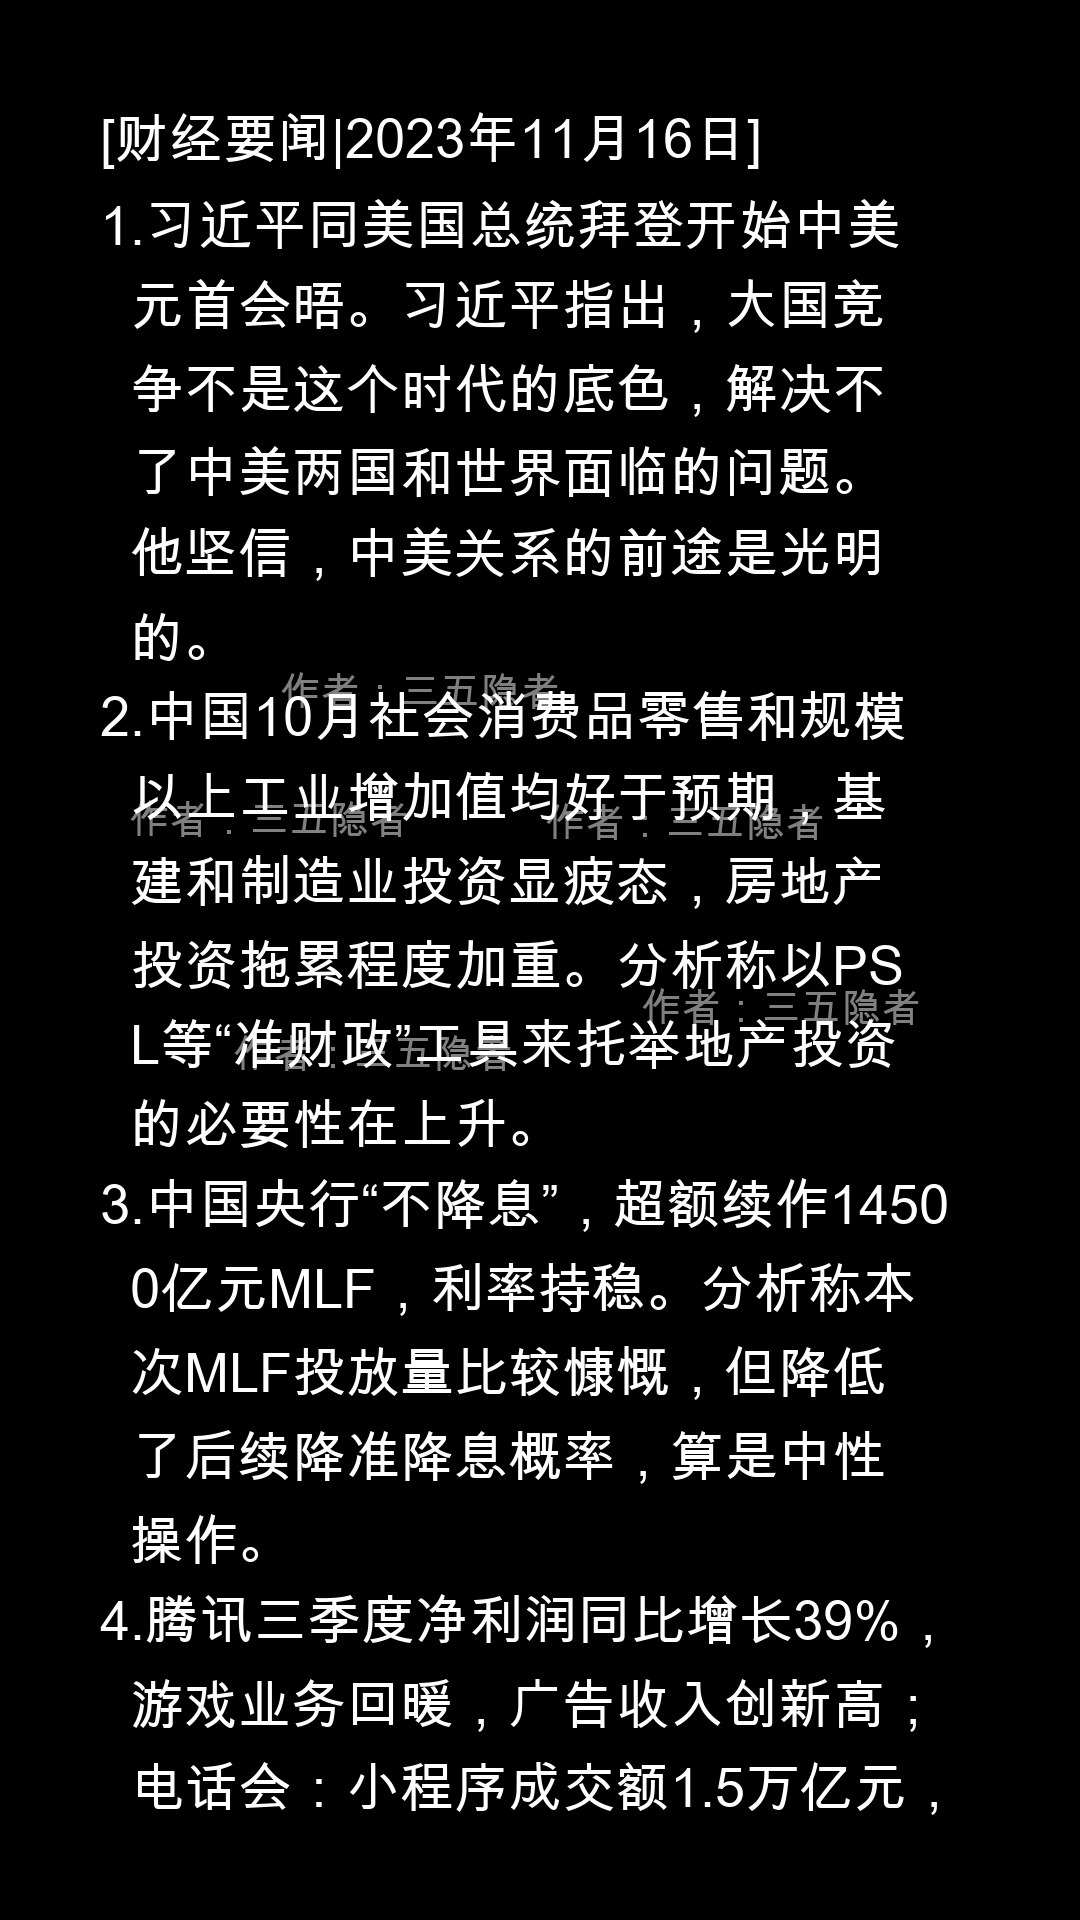 [财经要闻|2023年11月16日]
1.习近平同美国总统拜登开始中美
元首会晤。习近平指出，大国竞
争不是这个时代的底色，解决不
了中美两国和世界面临的问题。
他坚信，中美关系的前途是光明
的。
作者：三五隐者
2.中国10月社会消费品零售和规模
以上工业增加值均好于预期，基
作者：三五隐者
作者：三五隐者
建和制造业投资显疲态，房地产
投资拖累程度加重。分析称以PS
作者：三五隐者
L等“准财政”工具来托举地产投资
作者：三五隐者
的必要性在上升。
3.中国央行“不降息”，超额续作1450
0亿元MLF，利率持稳。分析称本
次MLF投放量比较慷慨，但降低
了后续降准降息概率，算是中性
操作。
4.腾讯三季度净利润同比增长39%，
游戏业务回暖，广告收入创新高；
电话会：小程序成交额1.5万亿元，